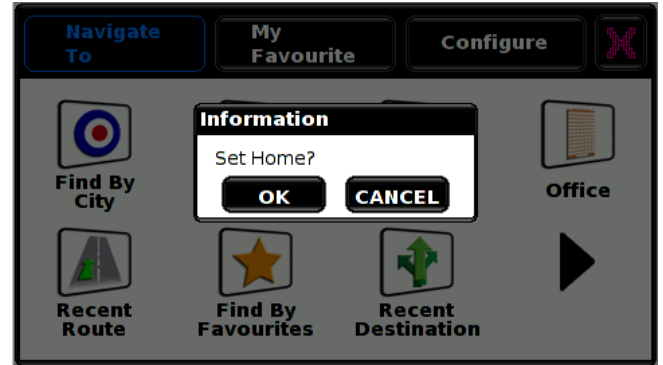 Navigate
To
My
Favourite
Configure
Information
Set Home?
OK
CANCEL
Find By
City
Office
Recent
Route
Find By
Favourites
Recent
Destination